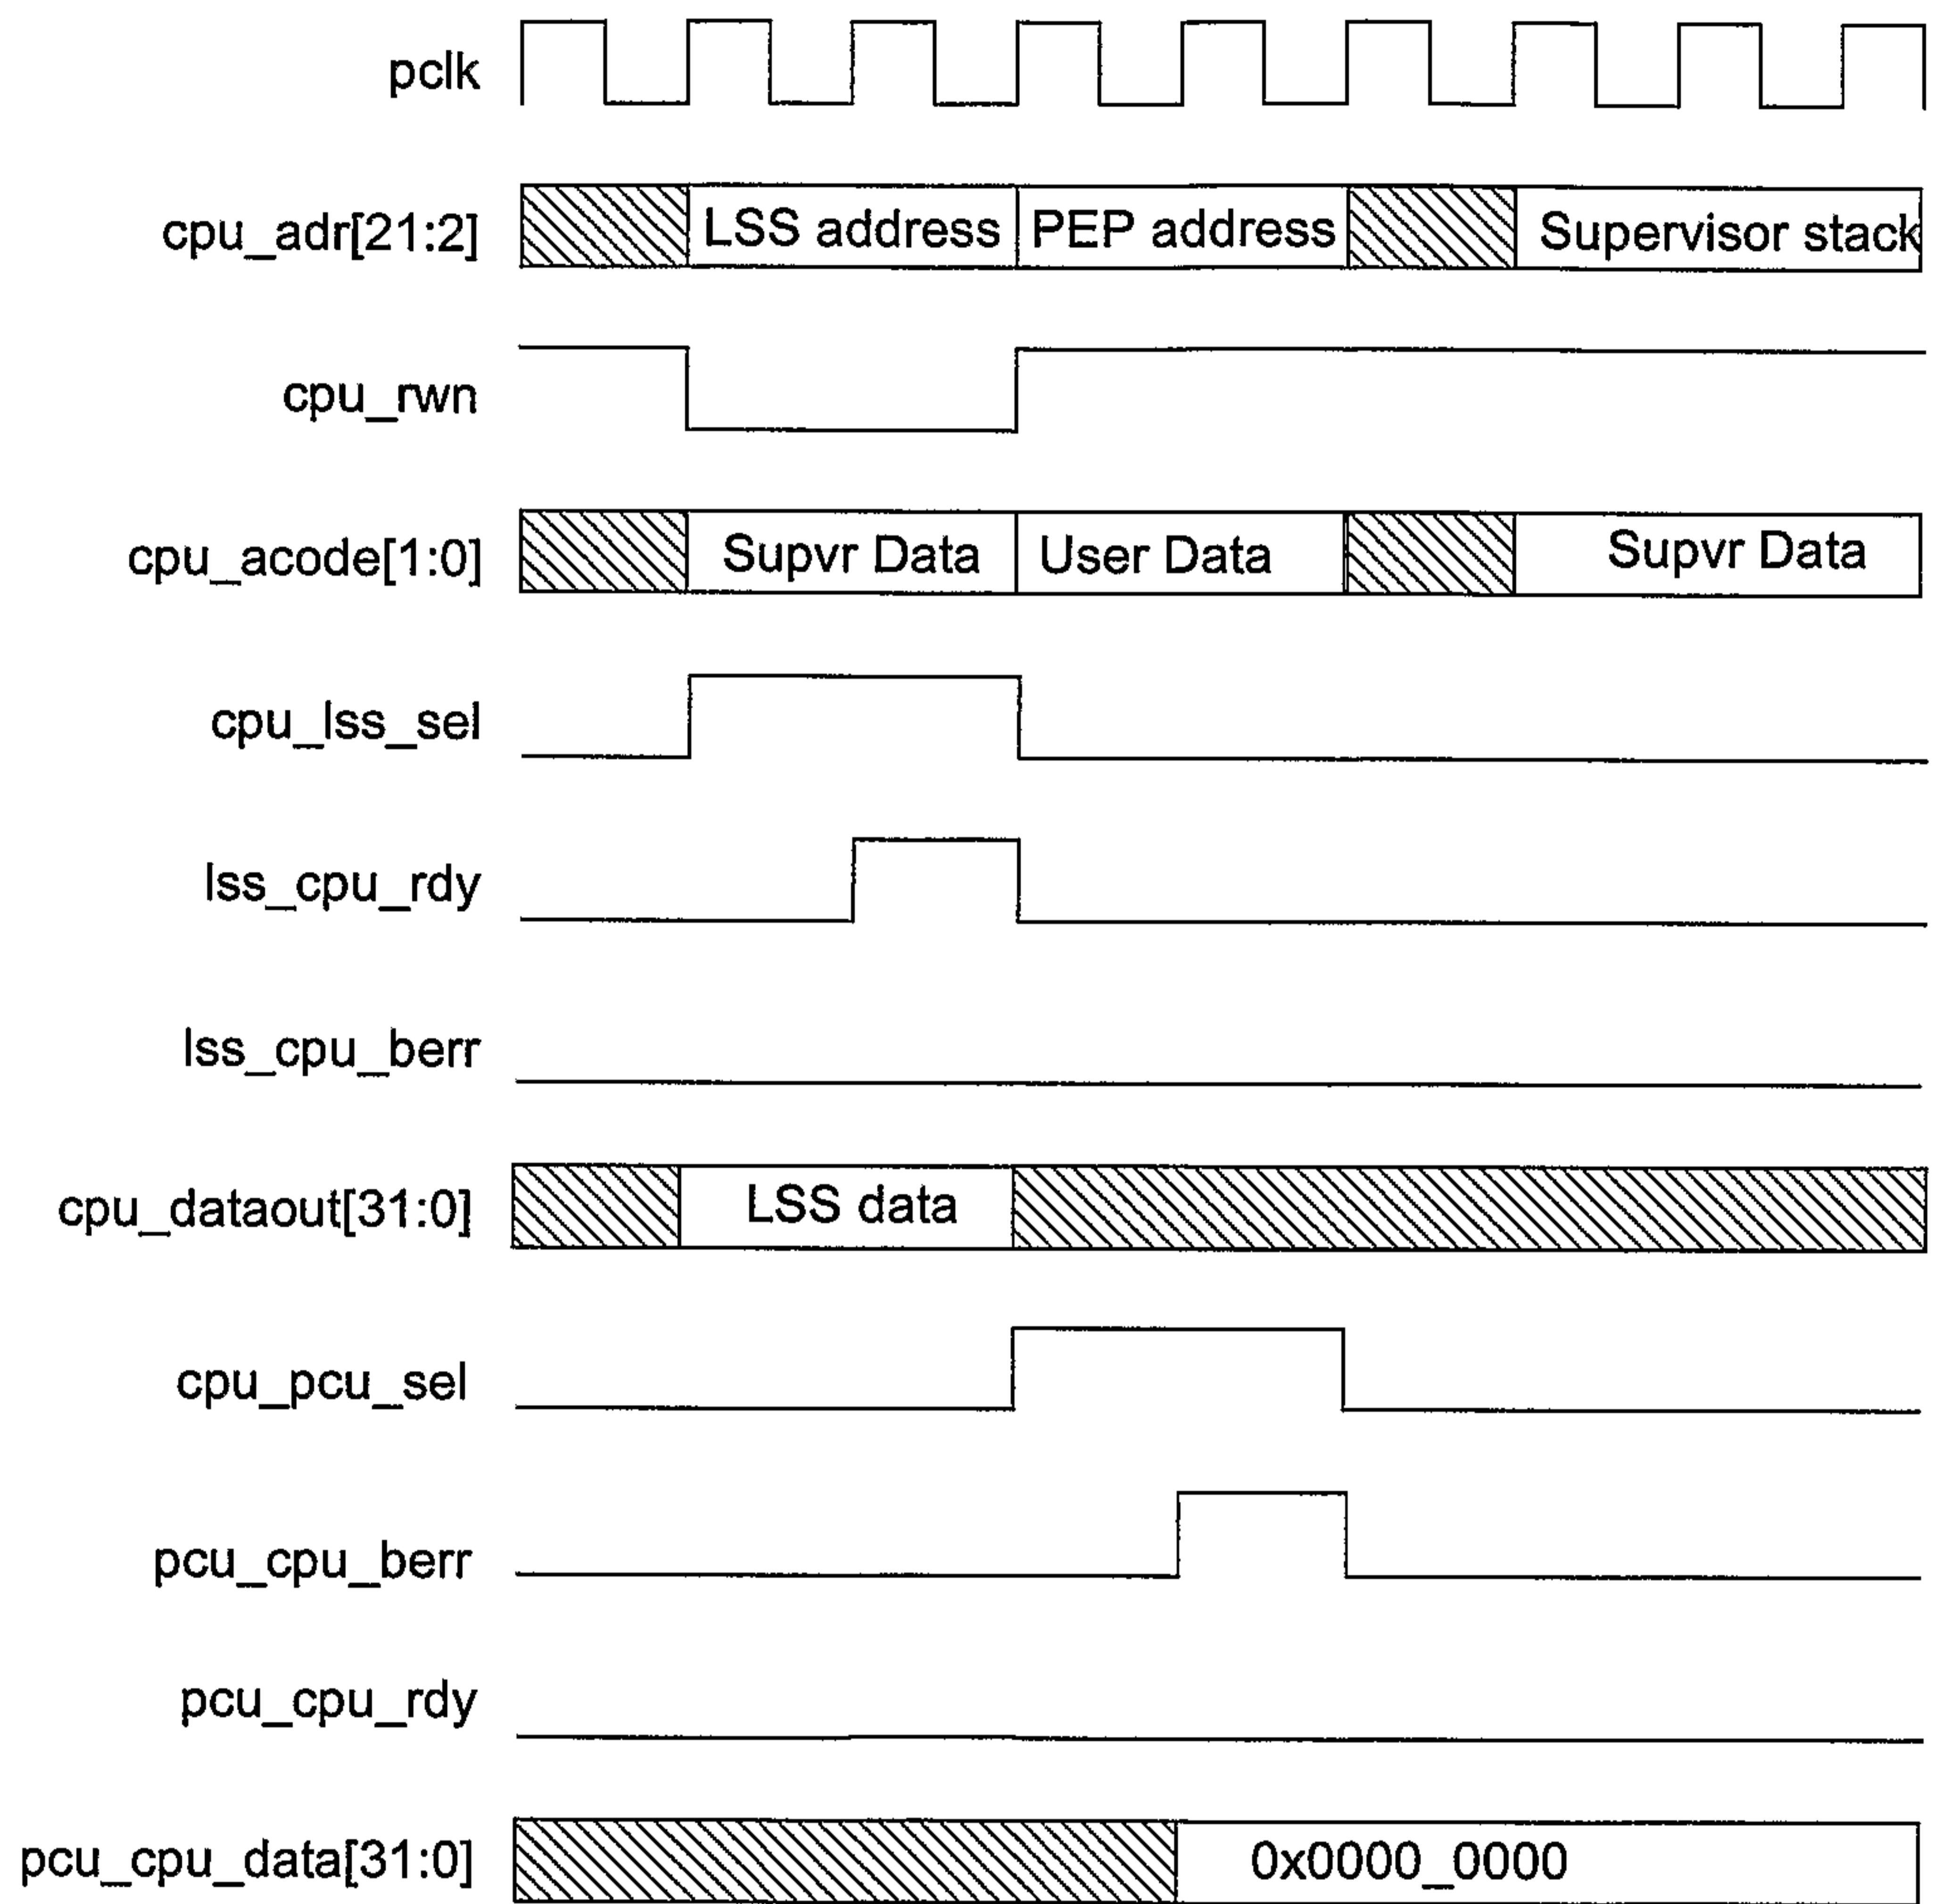 pclk
cpu_adr[21:2] LSS address PEP address Supervisor stack
cpu_rwn
cpu_acode[1:0] Supvr Data User Data Supvr Data
cpu_lss_sel
lss_cpu_rdy
lss_cpu_berr
cpu_dataout[31:0] LSS data
cpu_pcu_sel
pcu_cpu_berr
pcu_cpu_rdy
pcu_cpu_data[31:0] 0x0000_0000